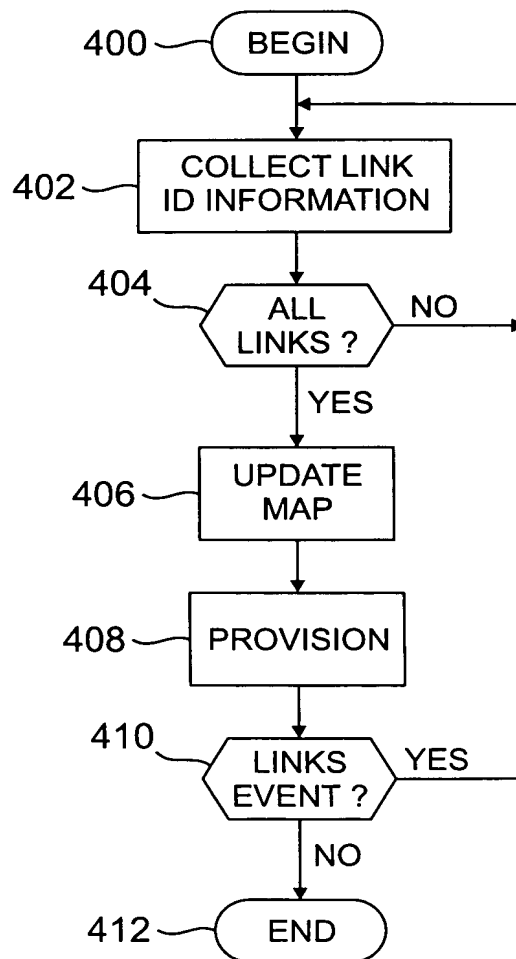 400
BEGIN
402
COLLECT LINK
ID INFORMATION
404
ALL
LINKS ?
NO
YES
406
UPDATE
MAP
408
PROVISION
410
LINKS
EVENT ?
YES
NO
412
END